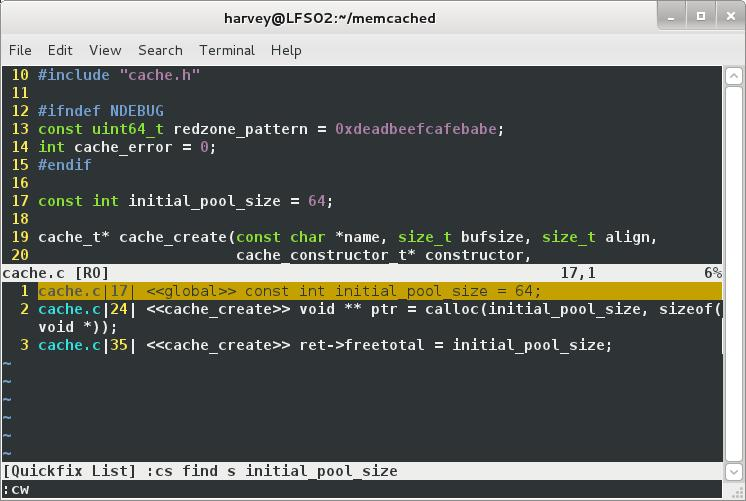 harvey@LFS02:~/memcached
File Edit View Search Terminal Help
10 #include "cache.h"
11
12 #ifndef NDEBUG
13 const uint64_t redzone_pattern = 0xdeadbeefcafebabe;
14 int cache_error = 0;
15 #endif
16
17 const int initial_pool_size = 64;
18
19 cache_t* cache_create(const char *name, size_t bufsize, size_t align,
20                       cache_constructor_t* constructor,
cache.c [RO] 17,1 6%
1 cache.c|17| <<global>> const int initial_pool_size = 64;
2 cache.c|24| <<cache_create>> void ** ptr = calloc(initial_pool_size, sizeof(
void *));
3 cache.c|35| <<cache_create>> ret->freetotal = initial_pool_size;
~
~
~
~
~
~
[Quickfix List] :cs find s initial_pool_size
:cw